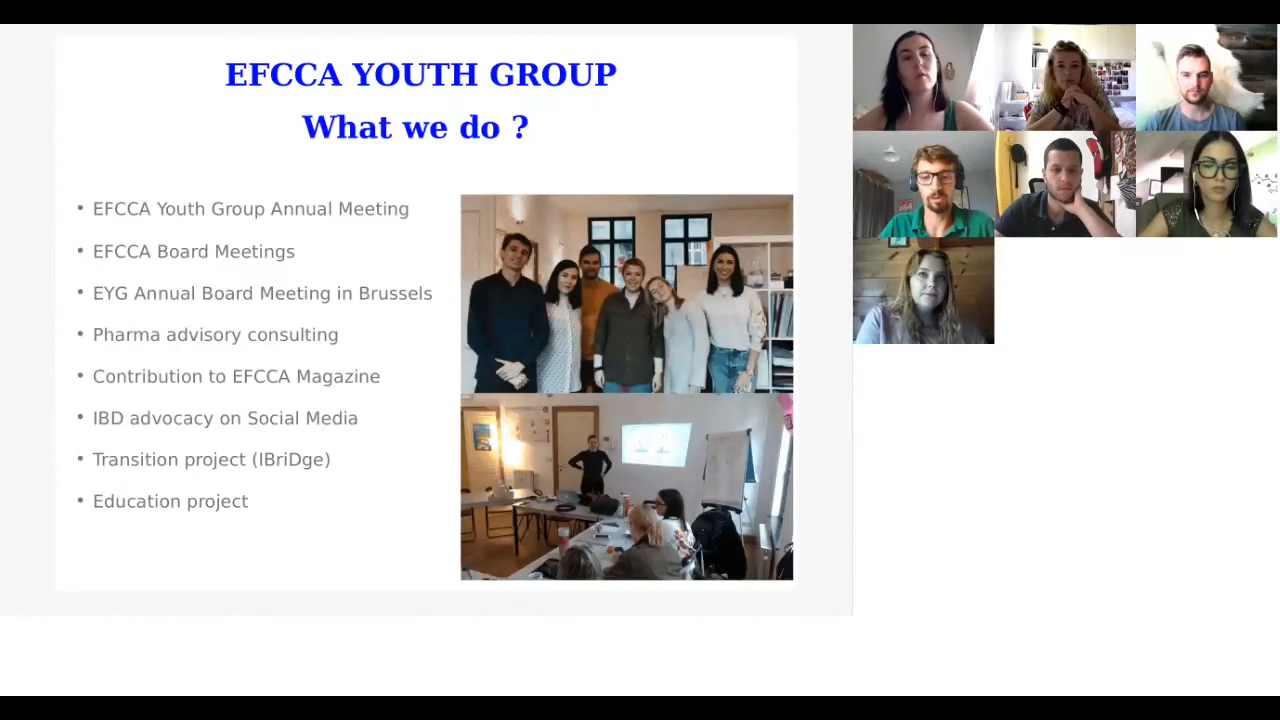 EFCCA YOUTH GROUP
What we do ?
• EFCCA Youth Group Annual Meeting
• EFCCA Board Meetings
• EYG Annual Board Meeting in Brussels
• Pharma advisory consulting
• Contribution to EFCCA Magazine
• IBD advocacy on Social Media
• Transition project (IBriDge)
• Education project